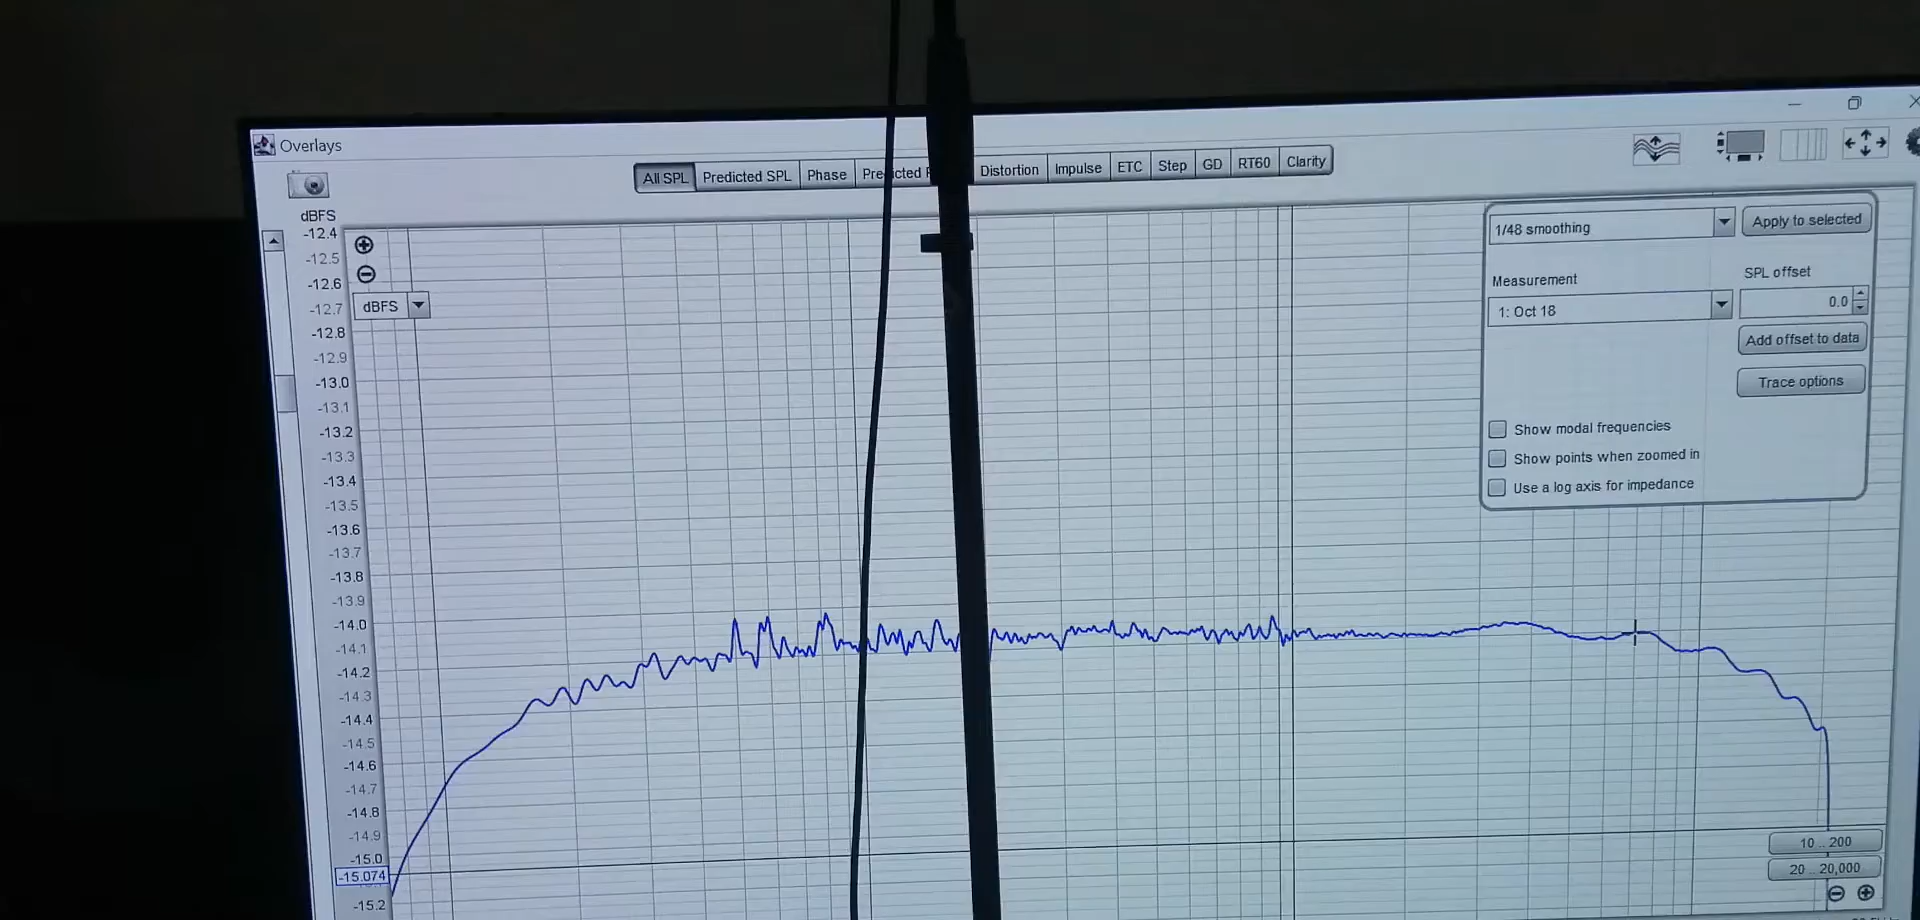 Overlays
All SPL
Predicted SPL
Phase
Predicted
Distortion
Impulse
ETC
Step
GD
RT60
Clarity
dBFS
-12.4
-12.5
-12.6
-12.7
-12.8
-12.9
-13.0
-13.1
-13.2
-13.3
-13.4
-13.5
-13.6
-13.7
-13.8
-13.9
-14.0
-14.1
-14.2
-14.3
-14.4
-14.5
-14.6
-14.7
-14.8
-14.9
-15.0
-15.074
-15.2
dBFS
1/48 smoothing
Apply to selected
Measurement
SPL offset
1: Oct 18
0.0
Add offset to data
Trace options
Show modal frequencies
Show points when zoomed in
Use a log axis for impedance
10 .. 200
20 .. 20,000